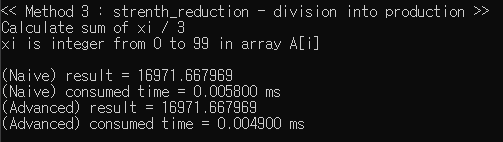 << Method 3 : strenth_reduction - division into production >>
Calculate sum of xi / 3
xi is integer from 0 to 99 in array A[i]
(Naive) result = 16971.667969
(Naive) consumed time = 0.005800 ms
(Advanced) result = 16971.667969
(Advanced) consumed time = 0.004900 ms